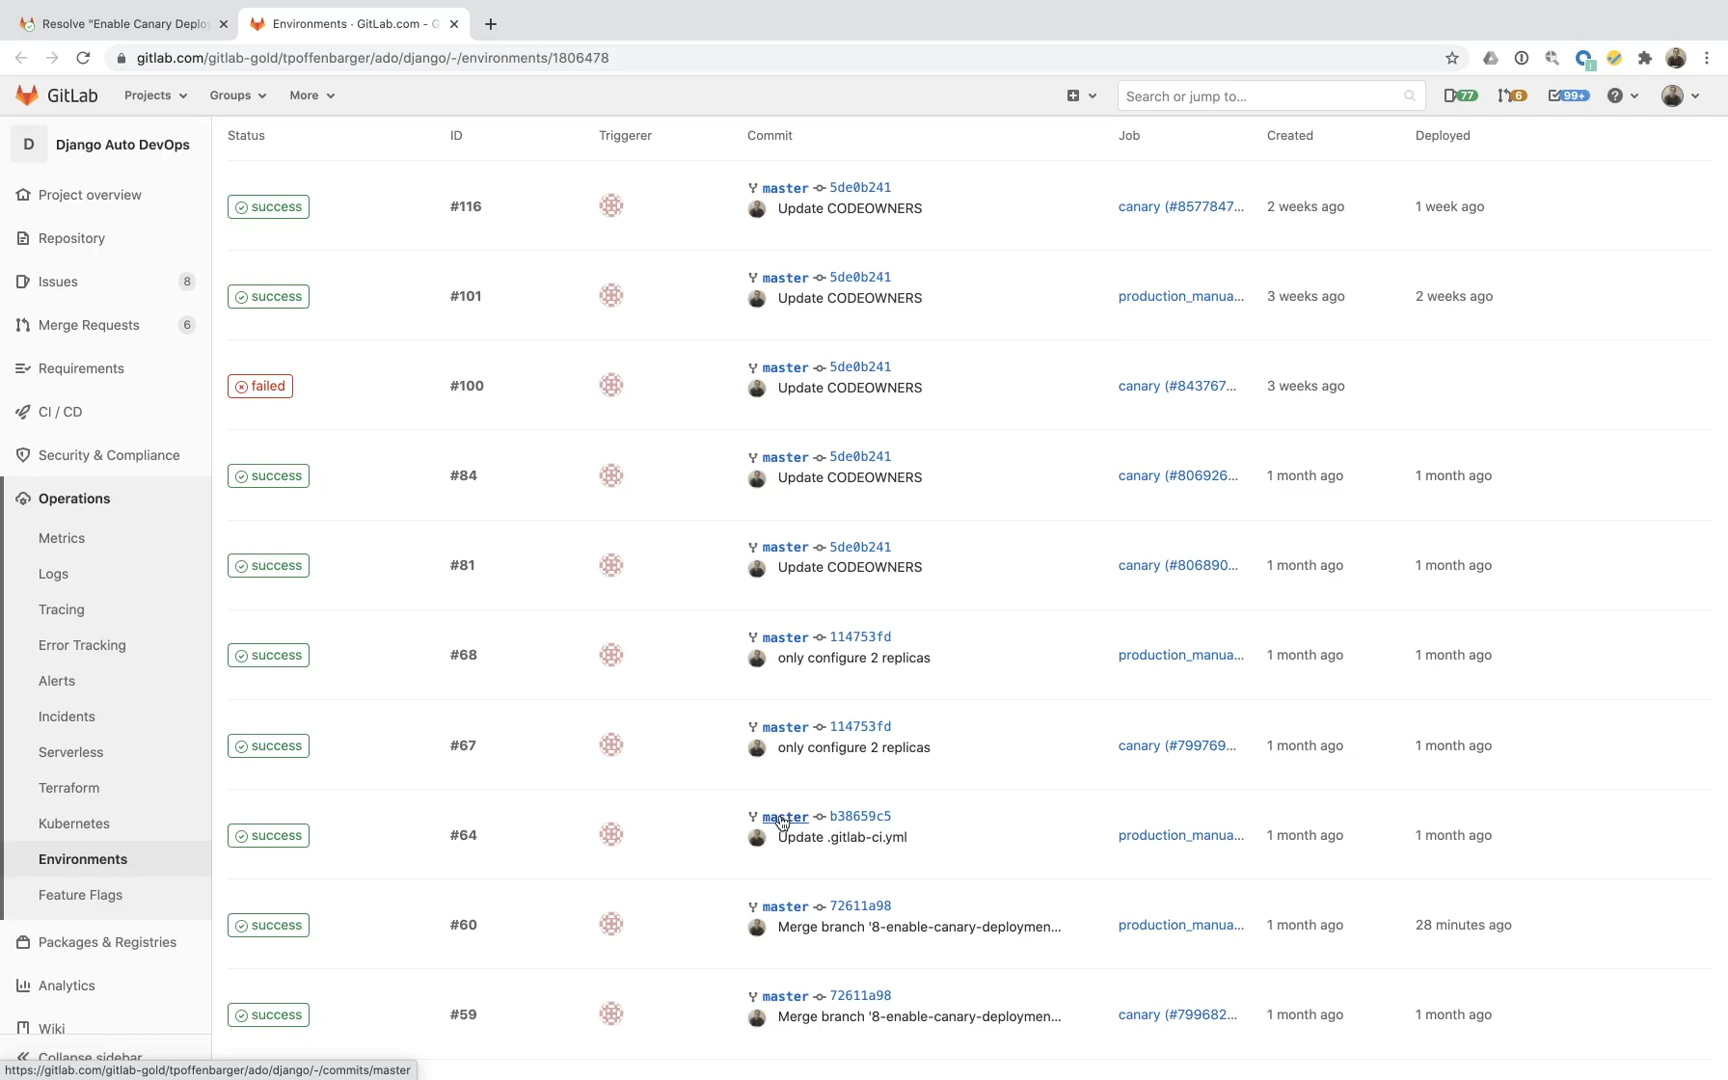 Resolve "Enable Canary Deploy
Environments · GitLab.com - G
gitlab.com/gitlab-gold/tpoffenbarger/ado/django/-/environments/1806478
GitLab Projects Groups More Search or jump to... 77 6 99+
D Django Auto DevOps
Project overview
Repository
Issues 8
Merge Requests 6
Requirements
CI / CD
Security & Compliance
Operations
Metrics
Logs
Tracing
Error Tracking
Alerts
Incidents
Serverless
Terraform
Kubernetes
Environments
Feature Flags
Packages & Registries
Analytics
Wiki
Collapse sidebar
Status ID Triggerer Commit Job Created Deployed
master 5de0b241
success #116 Update CODEOWNERS canary (#8577847... 2 weeks ago 1 week ago
master 5de0b241
success #101 Update CODEOWNERS production_manua... 3 weeks ago 2 weeks ago
master 5de0b241
failed #100 Update CODEOWNERS canary (#843767... 3 weeks ago
master 5de0b241
success #84 Update CODEOWNERS canary (#806926... 1 month ago 1 month ago
master 5de0b241
success #81 Update CODEOWNERS canary (#806890... 1 month ago 1 month ago
master 114753fd
success #68 only configure 2 replicas production_manua... 1 month ago 1 month ago
master 114753fd
success #67 only configure 2 replicas canary (#799769... 1 month ago 1 month ago
master b38659c5
success #64 Update .gitlab-ci.yml production_manua... 1 month ago 1 month ago
master 72611a98
success #60 Merge branch '8-enable-canary-deploymen... production_manua... 1 month ago 28 minutes ago
master 72611a98
success #59 Merge branch '8-enable-canary-deploymen... canary (#799682... 1 month ago 1 month ago
https://gitlab.com/gitlab-gold/tpoffenbarger/ado/django/-/commits/master